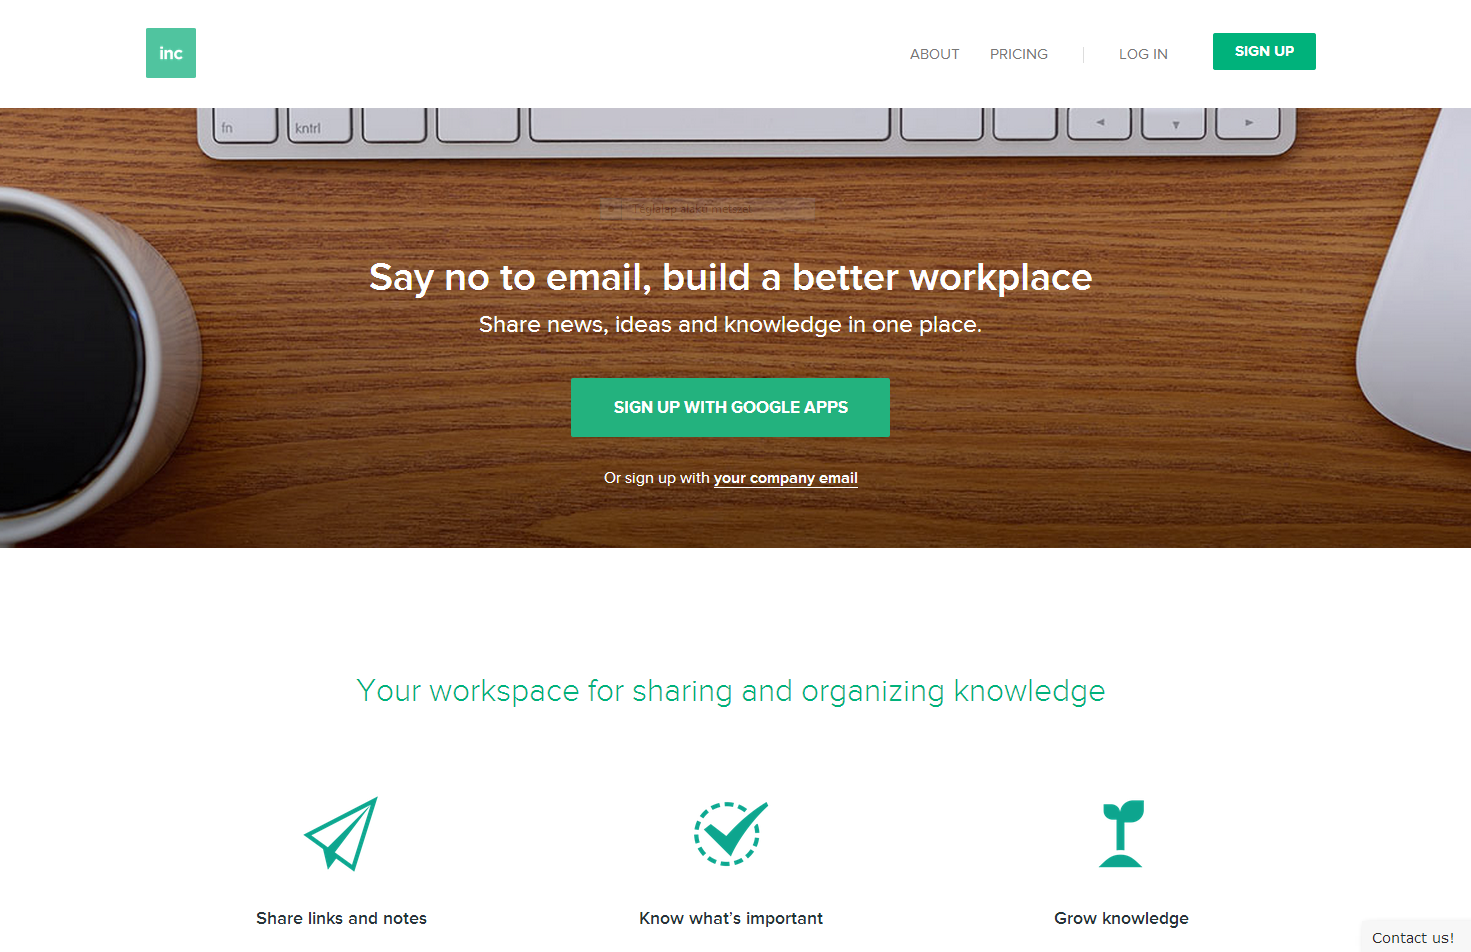 inc
ABOUT
PRICING
LOG IN
SIGN UP
fn
kntrl
Say no to email, build a better workplace
Share news, ideas and knowledge in one place.
SIGN UP WITH GOOGLE APPS
Or sign up with your company email
Your workspace for sharing and organizing knowledge
Share links and notes
Know what's important
Grow knowledge
Contact us!